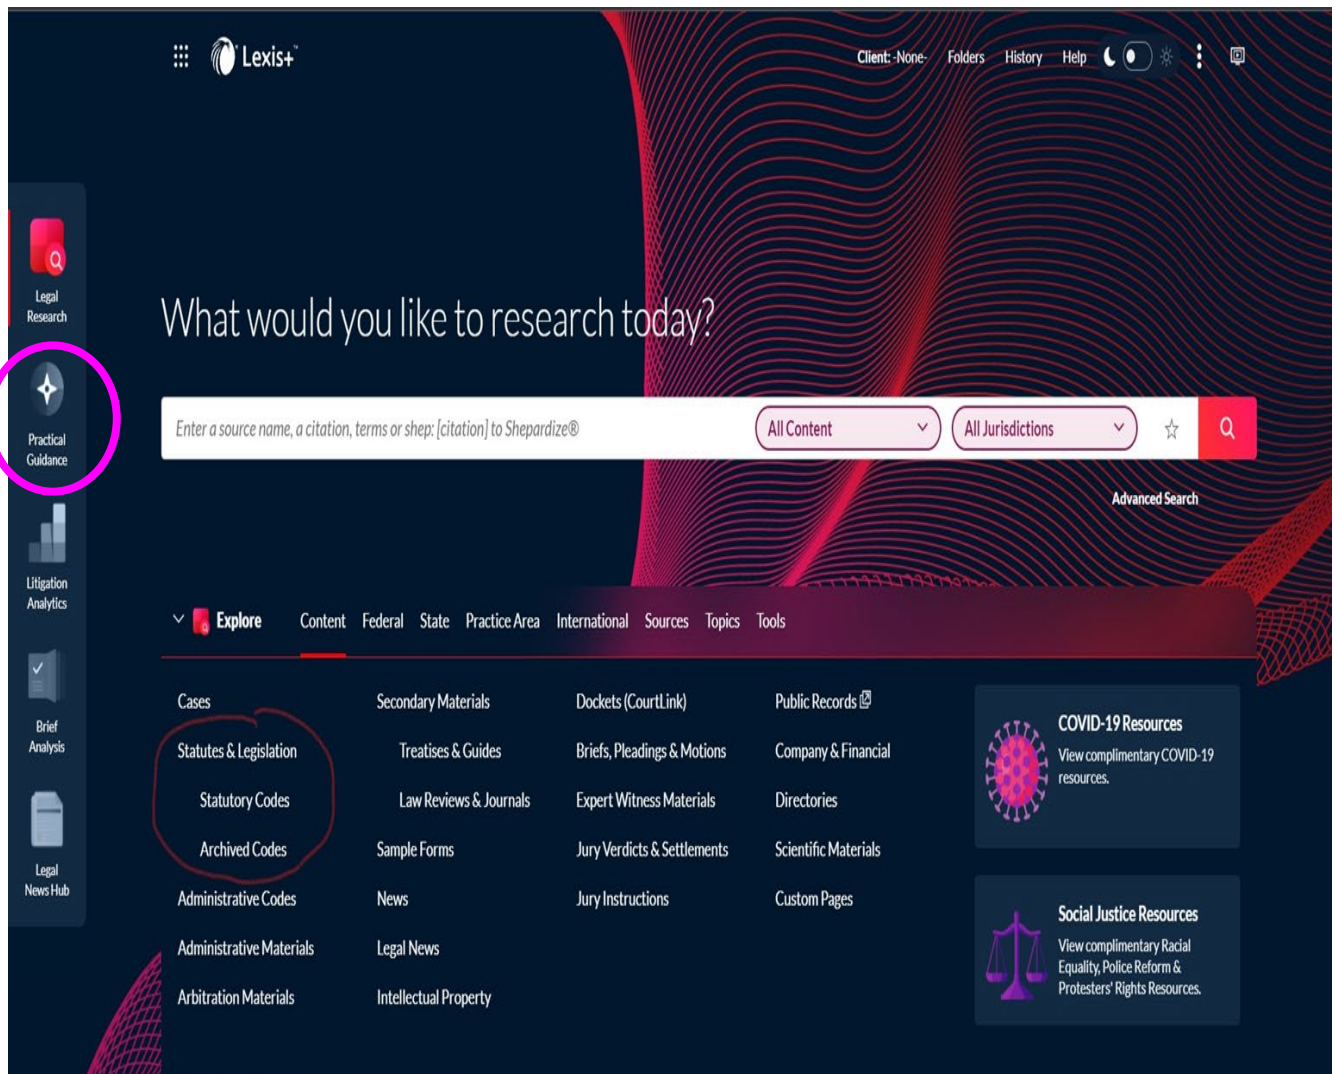 Lexis+™
Client: -None- Folders History Help
Legal
Research
Practical
Guidance
Litigation
Analytics
Brief
Analysis
Legal
News Hub
What would you like to research today?
Enter a source name, a citation, terms or shep: [citation] to Shepardize®
All Content
All Jurisdictions
Advanced Search
Explore Content Federal State Practice Area International Sources Topics Tools
Cases
Statutes & Legislation
Statutory Codes
Archived Codes
Administrative Codes
Administrative Materials
Arbitration Materials
Secondary Materials
Treatises & Guides
Law Reviews & Journals
Sample Forms
News
Legal News
Intellectual Property
Dockets (CourtLink)
Briefs, Pleadings & Motions
Expert Witness Materials
Jury Verdicts & Settlements
Jury Instructions
Public Records
Company & Financial
Directories
Scientific Materials
Custom Pages
COVID-19 Resources
View complimentary COVID-19
resources.
Social Justice Resources
View complimentary Racial
Equality, Police Reform &
Protesters' Rights Resources.